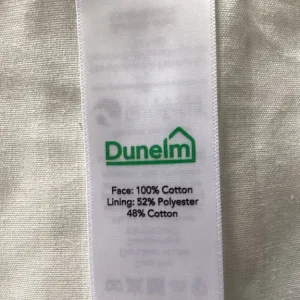 Dunelm
Face: 100% Cotton
Lining: 52% Polyester
48% Cotton